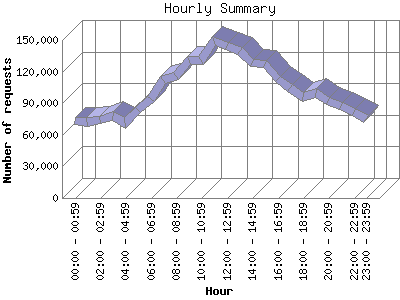 Hourly Summary
Number of requests
150,000
120,000
90,000
60,000
30,000
0
00:00 - 00:59
02:00 - 02:59
04:00 - 04:59
06:00 - 06:59
08:00 - 08:59
10:00 - 10:59
12:00 - 12:59
14:00 - 14:59
16:00 - 16:59
18:00 - 18:59
20:00 - 20:59
22:00 - 22:59
23:00 - 23:59
Hour